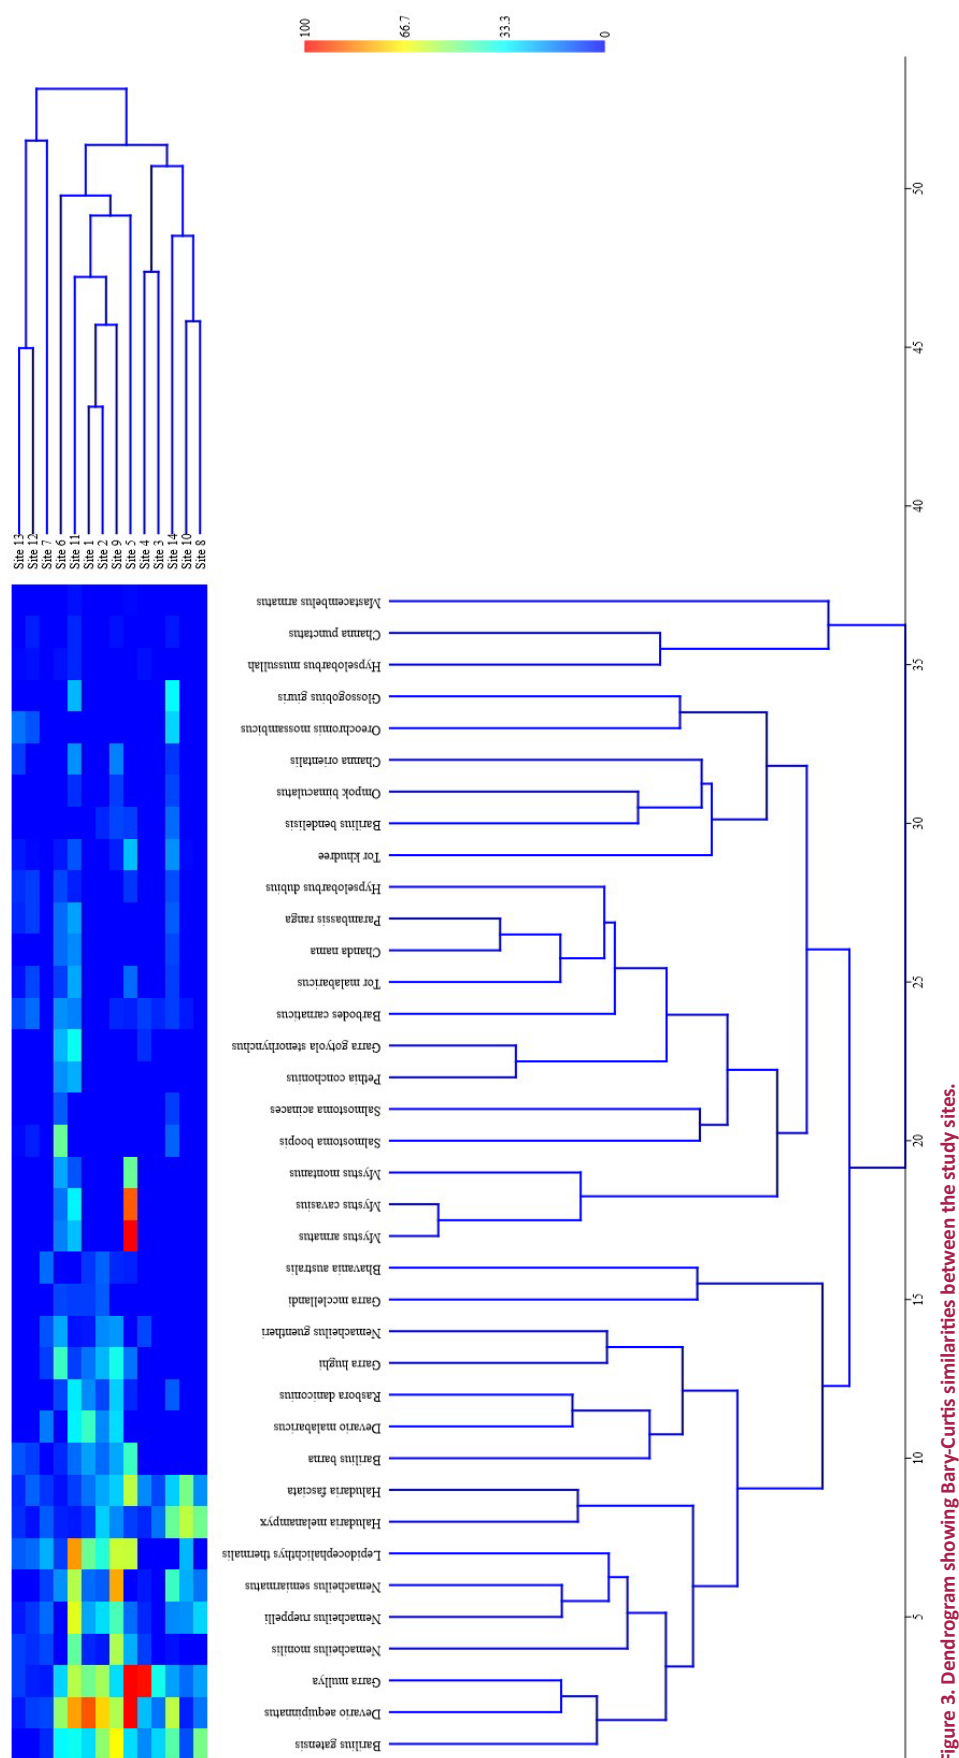 100
66.7
33.3
0
Site 13
Site 12
Site 7
Site 6
Site 11
Site 1
Site 2
Site 9
Site 5
Site 4
Site 3
Site 14
Site 10
Site 8
Mastacembelus armatus
Channa punctatus
Hypselobarbus mussullah
Glossogobius giuris
Oreochromis mossambicus
Channa orientalis
Ompok bimaculatus
Barilius bendelisis
Tor khudree
Hypselobarbus dubius
Parambassis ranga
Chanda nama
Tor malabaricus
Barbodes carnaticus
Garra gotyola stenorhynchus
Pethia conchonius
Salmostoma acinaces
Salmostoma boopis
Mystus montanus
Mystus cavasius
Mystus armatus
Bhavania australis
Garra mcclellandi
Nemacheilus guentheri
Garra hughi
Rasbora daniconius
Devario malabaricus
Barilius barna
Haludaria fasciata
Haludaria melanampyx
Lepidocephalichthys thermalis
Nemacheilus semiarmatus
Nemacheilus rueppelli
Nemacheilus monilis
Garra mullya
Devario aequipinnatus
Barilius gatensis
50
45
40
35
30
25
20
15
10
5
Figure 3. Dendrogram showing Bary-Curtis similarities between the study sites.